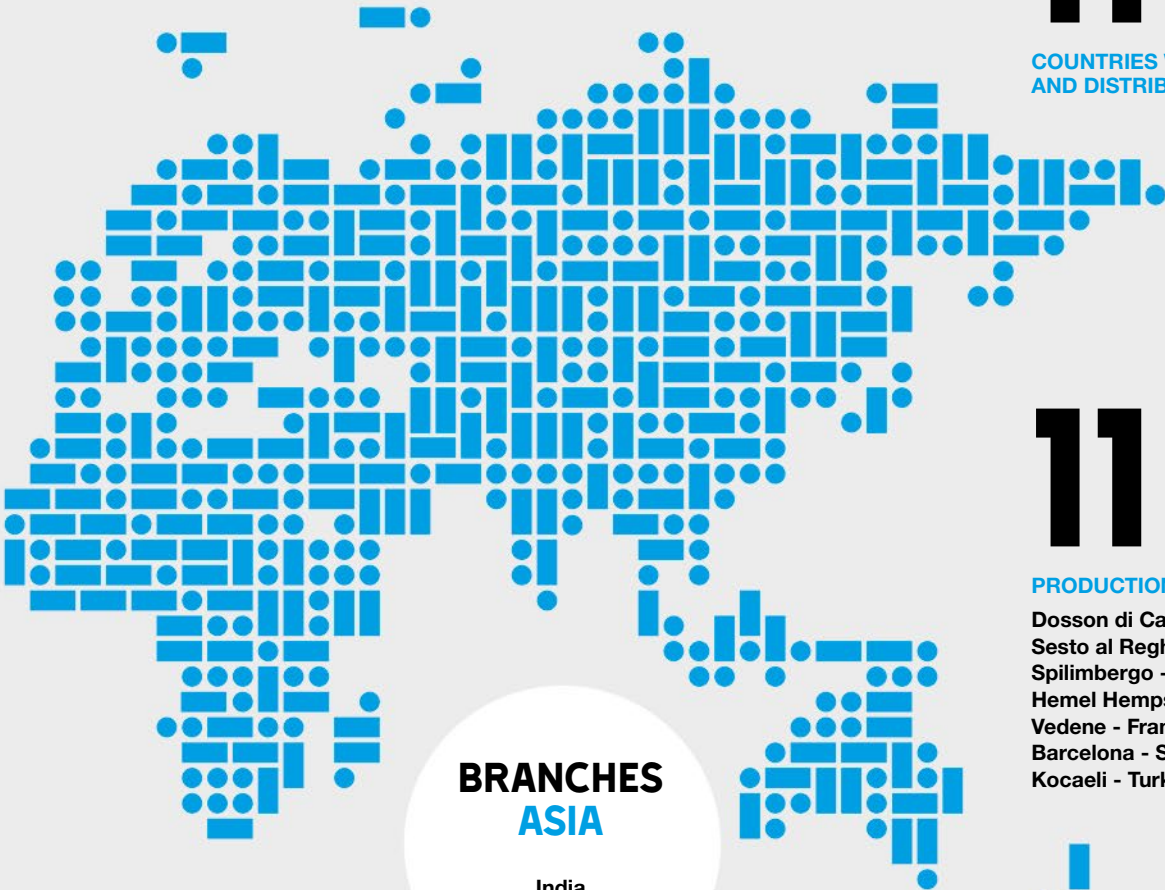 COUNTRIES
AND DISTRIB
11
PRODUCTION
Dosson di Ca
Sesto al Regh
Spilimbergo -
Hemel Hemps
Vedene - Fran
Barcelona - S
Kocaeli - Turk
BRANCHES
ASIA
India